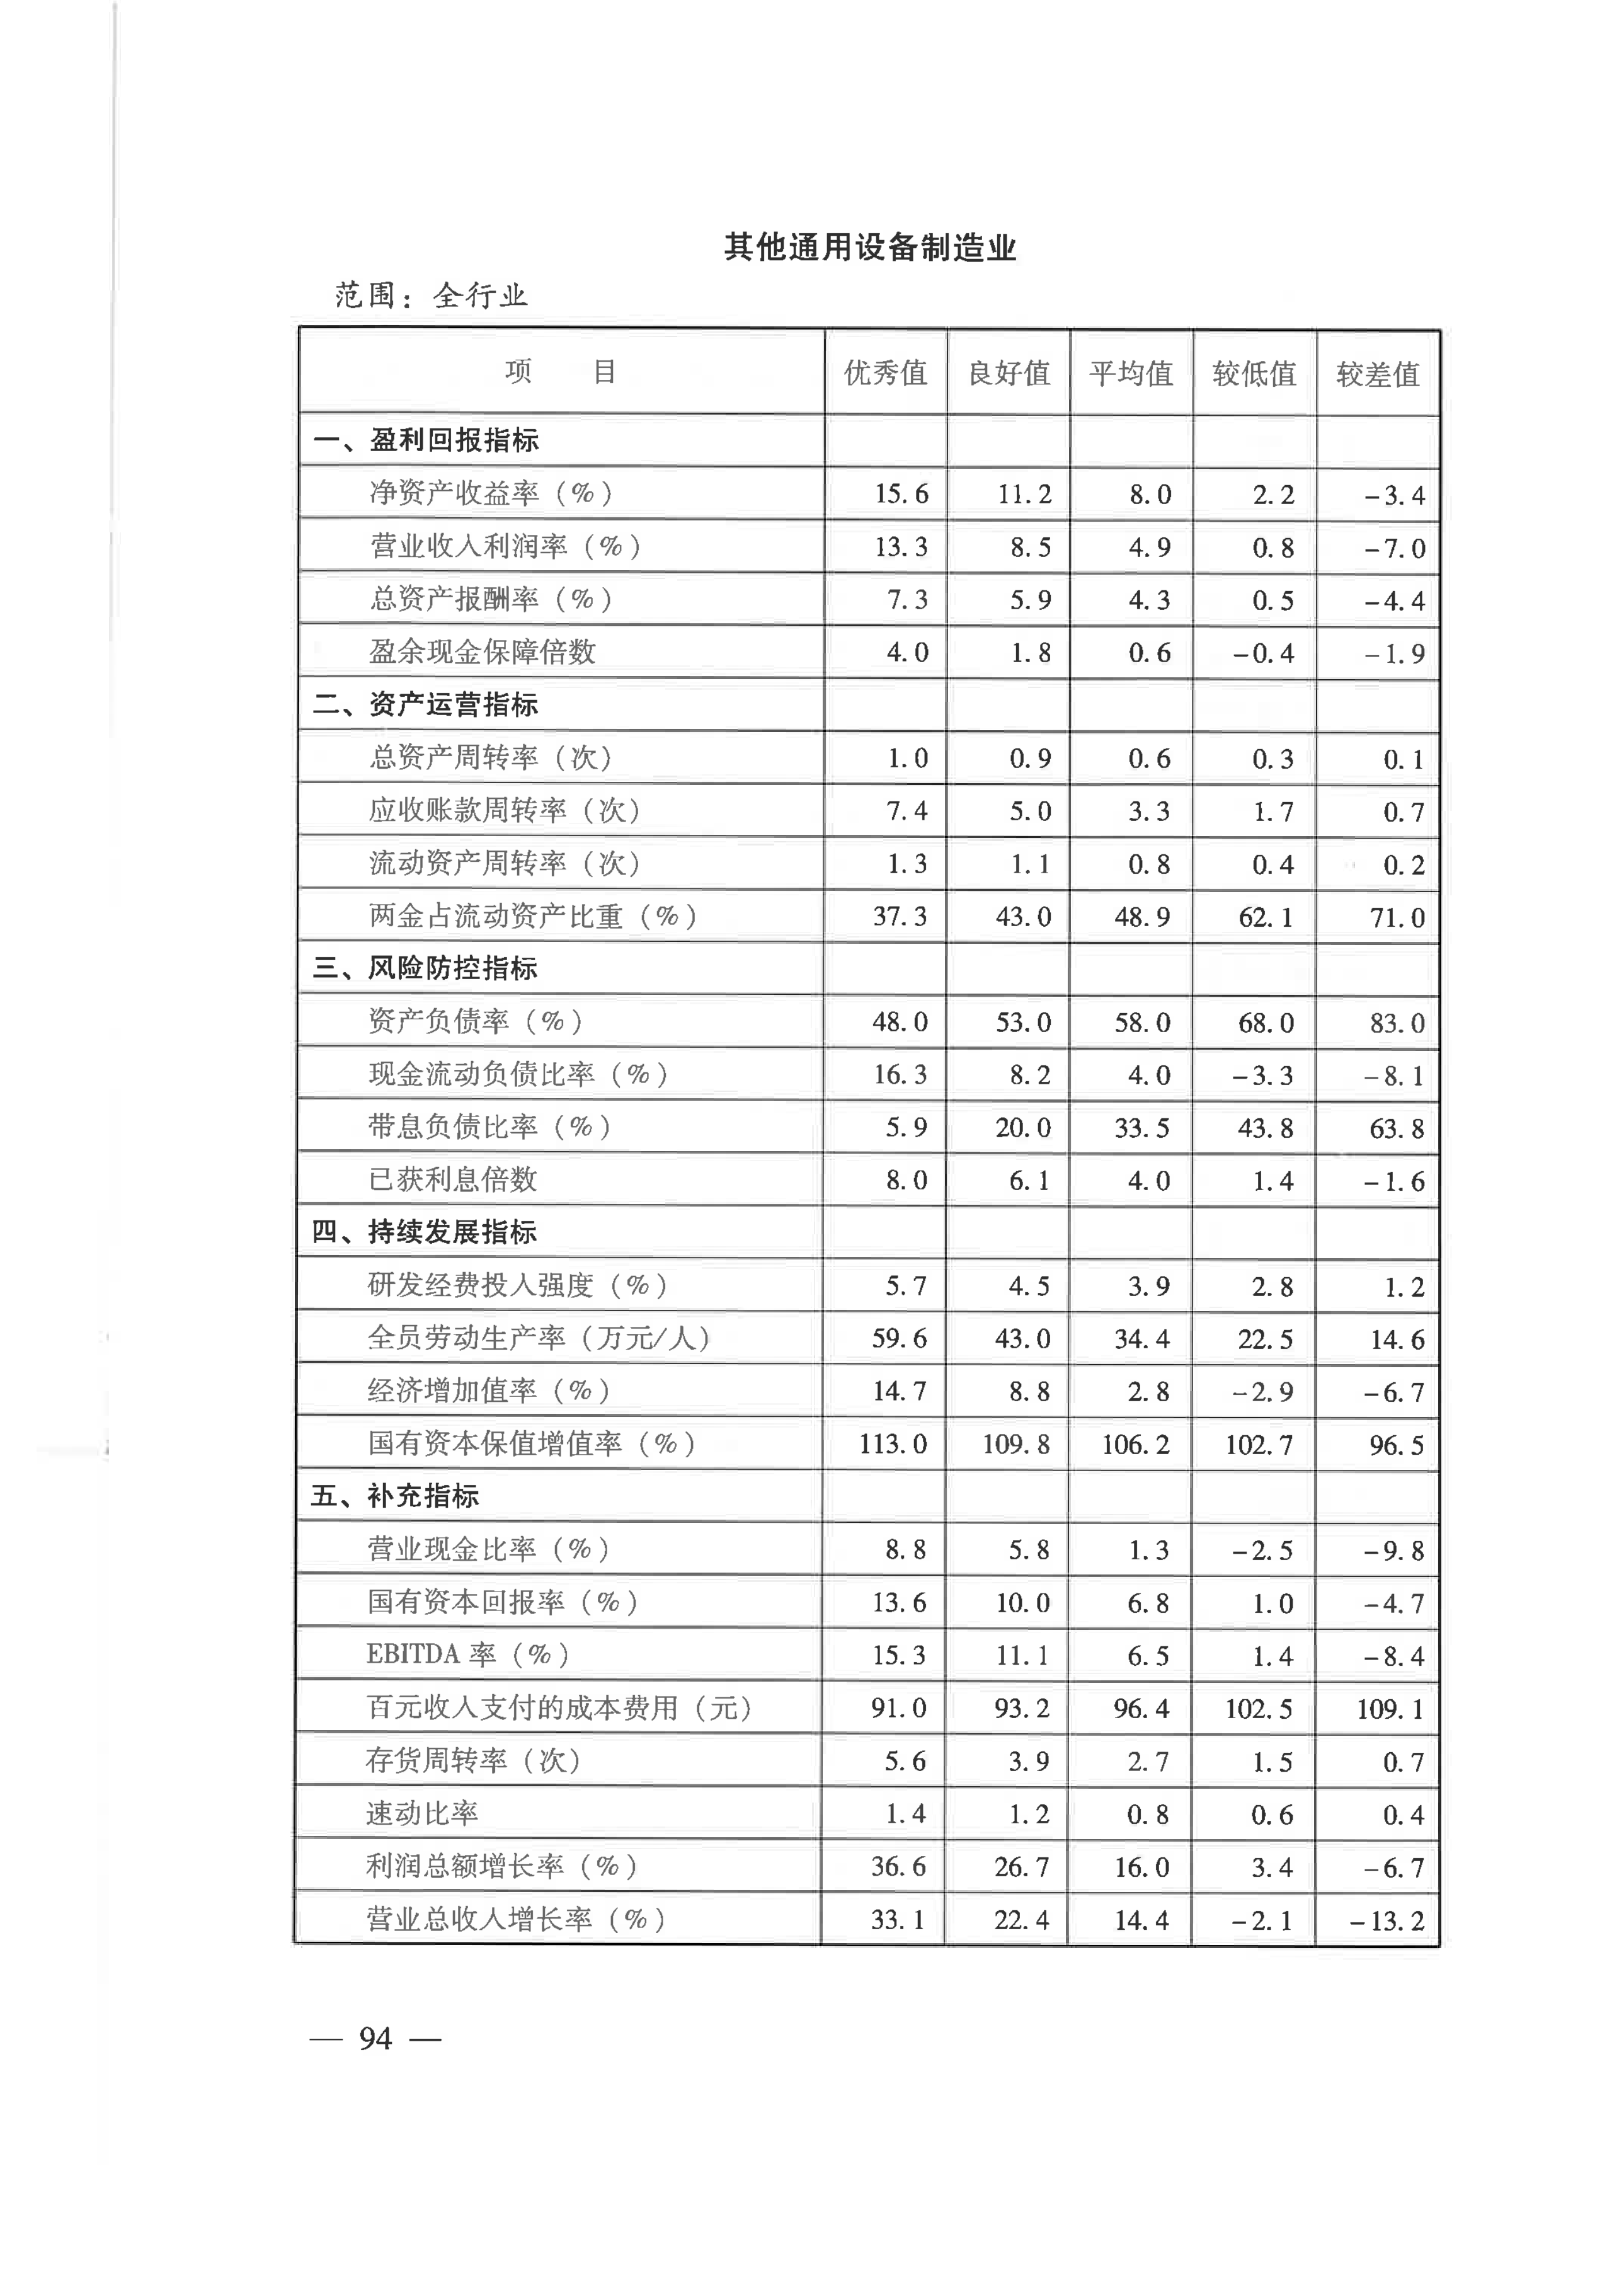 其他通用设备制造业
范围：全行业
项 目 优秀值 良好值 平均值 较低值 较差值
一、盈利回报指标
净资产收益率（%） 15.6 11.2 8.0 2.2 -3.4
营业收入利润率（%） 13.3 8.5 4.9 0.8 -7.0
总资产报酬率（%） 7.3 5.9 4.3 0.5 -4.4
盈余现金保障倍数 4.0 1.8 0.6 -0.4 -1.9
二、资产运营指标
总资产周转率（次） 1.0 0.9 0.6 0.3 0.1
应收账款周转率（次） 7.4 5.0 3.3 1.7 0.7
流动资产周转率（次） 1.3 1.1 0.8 0.4 0.2
两金占流动资产比重（%） 37.3 43.0 48.9 62.1 71.0
三、风险防控指标
资产负债率（%） 48.0 53.0 58.0 68.0 83.0
现金流动负债比率（%） 16.3 8.2 4.0 -3.3 -8.1
带息负债比率（%） 5.9 20.0 33.5 43.8 63.8
已获利息倍数 8.0 6.1 4.0 1.4 -1.6
四、持续发展指标
研发经费投入强度（%） 5.7 4.5 3.9 2.8 1.2
全员劳动生产率（万元/人） 59.6 43.0 34.4 22.5 14.6
经济增加值率（%） 14.7 8.8 2.8 -2.9 -6.7
国有资本保值增值率（%） 113.0 109.8 106.2 102.7 96.5
五、补充指标
营业现金比率（%） 8.8 5.8 1.3 -2.5 -9.8
国有资本回报率（%） 13.6 10.0 6.8 1.0 -4.7
EBITDA 率（%） 15.3 11.1 6.5 1.4 -8.4
百元收入支付的成本费用（元） 91.0 93.2 96.4 102.5 109.1
存货周转率（次） 5.6 3.9 2.7 1.5 0.7
速动比率 1.4 1.2 0.8 0.6 0.4
利润总额增长率（%） 36.6 26.7 16.0 3.4 -6.7
营业总收入增长率（%） 33.1 22.4 14.4 -2.1 -13.2
— 94 —